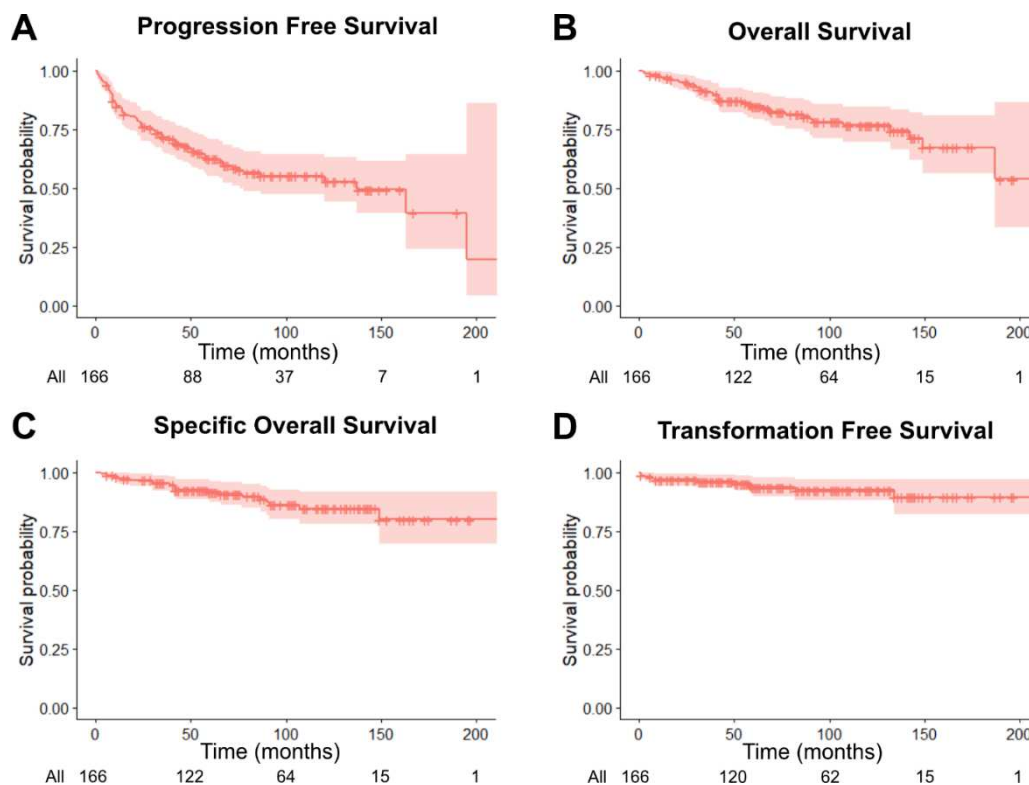 A
Progression Free Survival
Survival probability
1.00
0.75
0.50
0.25
0.00
0 50 100 150 200
Time (months)
All 166 88 37 7 1
B
Overall Survival
Survival probability
1.00
0.75
0.50
0.25
0.00
0 50 100 150 200
Time (months)
All 166 122 64 15 1
C
Specific Overall Survival
Survival probability
1.00
0.75
0.50
0.25
0.00
0 50 100 150 200
Time (months)
All 166 122 64 15 1
D
Transformation Free Survival
Survival probability
1.00
0.75
0.50
0.25
0.00
0 50 100 150 200
Time (months)
All 166 120 62 15 1